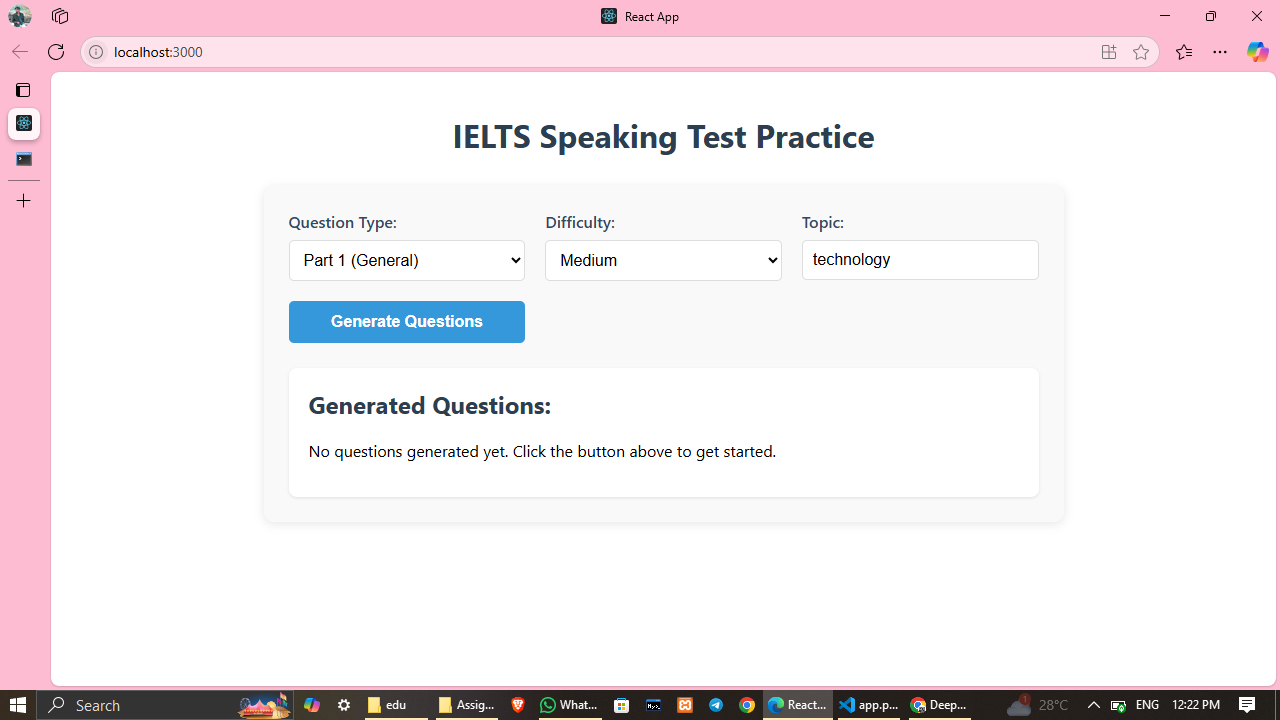 React App
localhost:3000
IELTS Speaking Test Practice
Question Type: Difficulty: Topic:
Part 1 (General) Medium technology
Generate Questions
Generated Questions:
No questions generated yet. Click the button above to get started.
Search edu Assig... What... React... app.p... Deep... 1 28°C ENG 12:22 PM